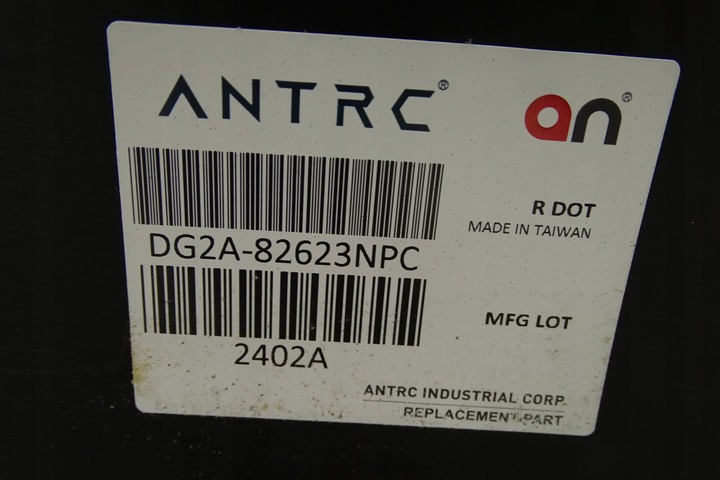 ANTRC®
an®
R DOT
MADE IN TAIWAN
DG2A-82623NPC
MFG LOT
2402A
ANTRC INDUSTRIAL CORP.
REPLACEMENT PART